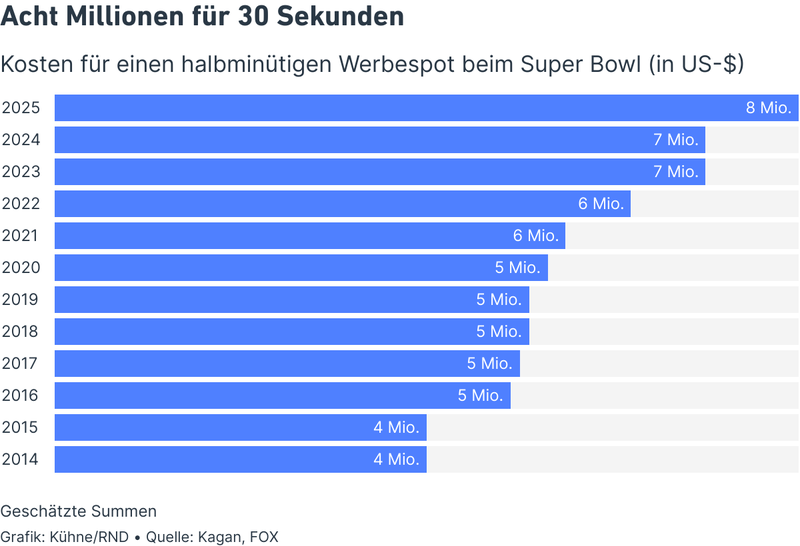 Acht Millionen für 30 Sekunden
Kosten für einen halbminütigen Werbespot beim Super Bowl (in US-$)
2025 8 Mio.
2024 7 Mio.
2023 7 Mio.
2022 6 Mio.
2021 6 Mio.
2020 5 Mio.
2019 5 Mio.
2018 5 Mio.
2017 5 Mio.
2016 5 Mio.
2015 4 Mio.
2014 4 Mio.
Geschätzte Summen
Grafik: Kühne/RND • Quelle: Kagan, FOX